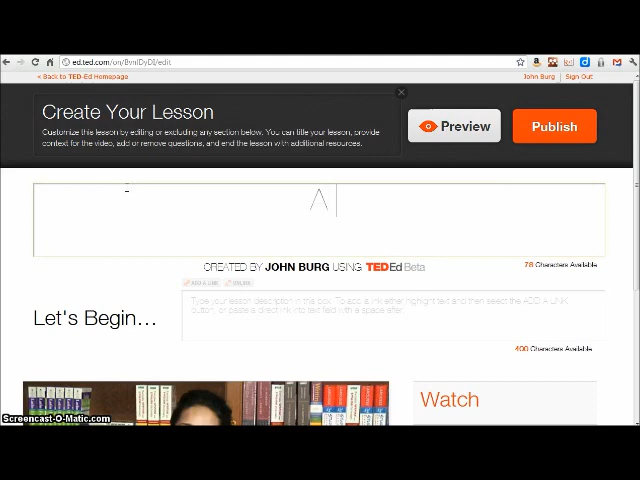 ed.ted.com/on/BvnIDyDl/edit
< Back to TED-Ed Homepage
John Burg
Sign Out
Create Your Lesson
Customize this lesson by editing or excluding any section below. You can title your lesson, provide
context for the video, add or remove questions, and end the lesson with additional resources.
Preview
Publish
A
CREATED BY JOHN BURG USING TEDEd Beta
78 Characters Available
ADD A LINK
UNLINK
Let's Begin...
Type your lesson description in this box. To add a link either highlight text and then select the ADD A LINK
button, or paste a direct link into text field with a space after.
400 Characters Available
Watch
Screencast-O-Matic.com